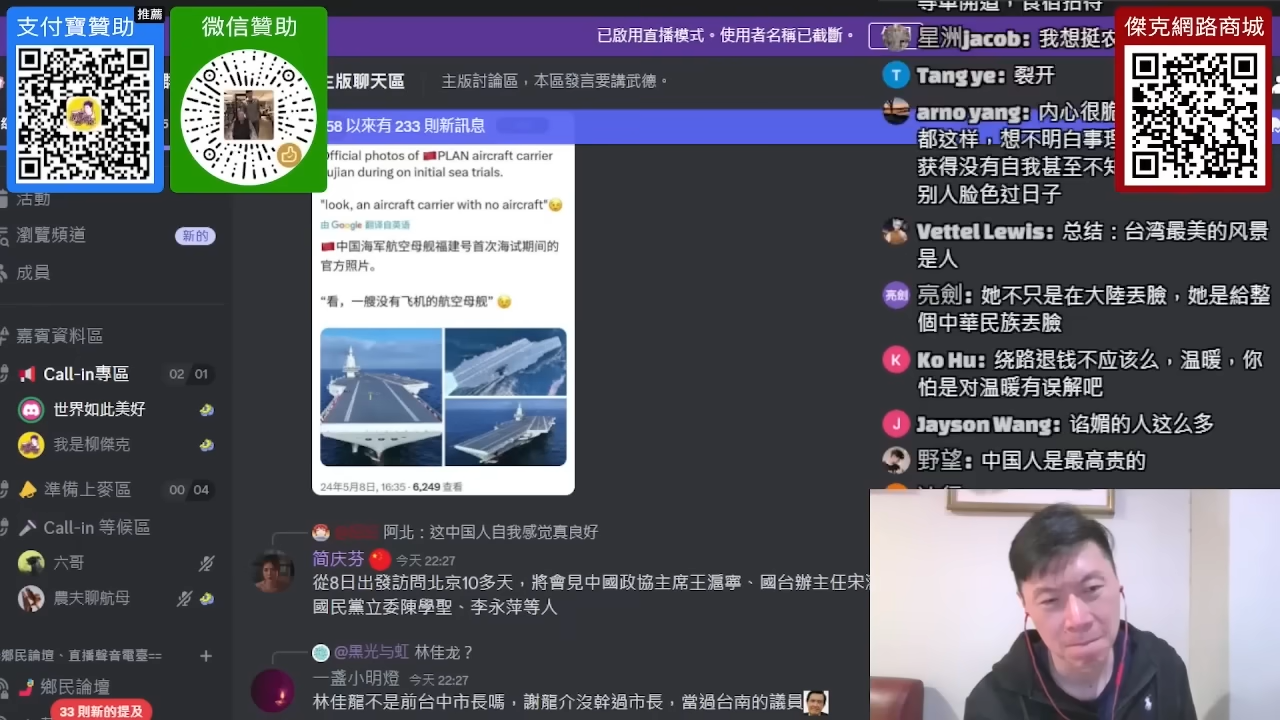 支付寶贊助
推薦
微信贊助
已啟用直播模式。使用者名稱已截斷。
傑克網路商城
主版聊天區
主版討論區，本區發言要講武德。
58 以來有 233 則新訊息
fficial photos of 🇨🇳PLAN aircraft carrier
ujian during on initial sea trials.
"look, an aircraft carrier with no aircraft"😉
由 Google 翻译自英语
🇨🇳中国海军航空母舰福建号首次海试期间的
官方照片。
“看，一艘没有飞机的航空母舰” 😉
24年5月8日, 16:35 · 6,249 查看
活動
瀏覽頻道
新的
成員
嘉賓資料區
Call-in專區
02 01
世界如此美好
我是柳傑克
準備上麥區
00 04
Call-in 等候區
六哥
農夫聊航母
鄉民論壇、直播聲音電臺==
+
鄉民論壇
33 則新的提及
阿北：这中国人自我感觉真良好
简庆芬 🇨🇳 今天 22:27
從8日出發訪問北京10多天，將會見中國政協主席王滬寧、國台辦主任宋
國民黨立委陳學聖、李永萍等人
@黑光与虹 林佳龙？
一盏小明燈 今天 22:27
林佳龍不是前台中市長嗎，謝龍介沒幹過市長，當過台南的議員
星洲jacob: 我想挺农
Tang ye: 裂开
arno yang: 内心很脆
都这样，想不明白事理
获得没有自我甚至不知
别人脸色过日子
Vettel Lewis: 总结：台湾最美的风景
是人
亮劍: 她不只是在大陸丟臉，她是給整
個中華民族丟臉
Ko Hu: 绕路退钱不应该么，温暖，你
怕是对温暖有误解吧
Jayson Wang: 谄媚的人这么多
野望: 中国人是最高贵的